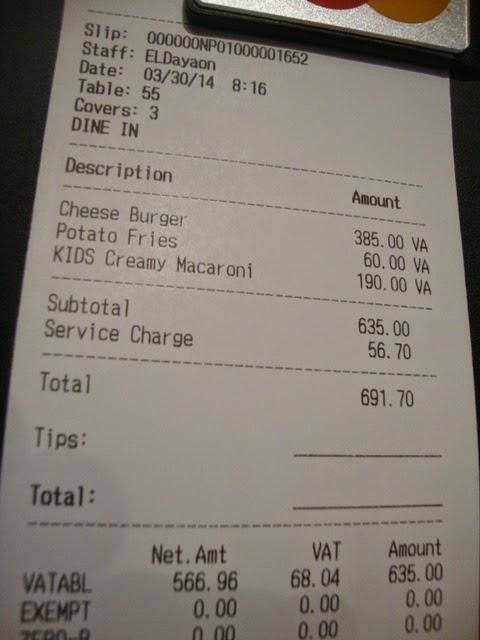 Slip: 000000NP01000001652
Staff: ELDayaon
Date: 03/30/14 8:16
Table: 55
Covers: 3
DINE IN
Description Amount
Cheese Burger 385.00 VA
Potato Fries 60.00 VA
KIDS Creamy Macaroni 190.00 VA
Subtotal 635.00
Service Charge 56.70
Total 691.70
Tips:
Total:
Net.Amt VAT Amount
VATABL 566.96 68.04 635.00
EXEMPT 0.00 0.00 0.00
ZERO-R 0.00 0.00 0.00